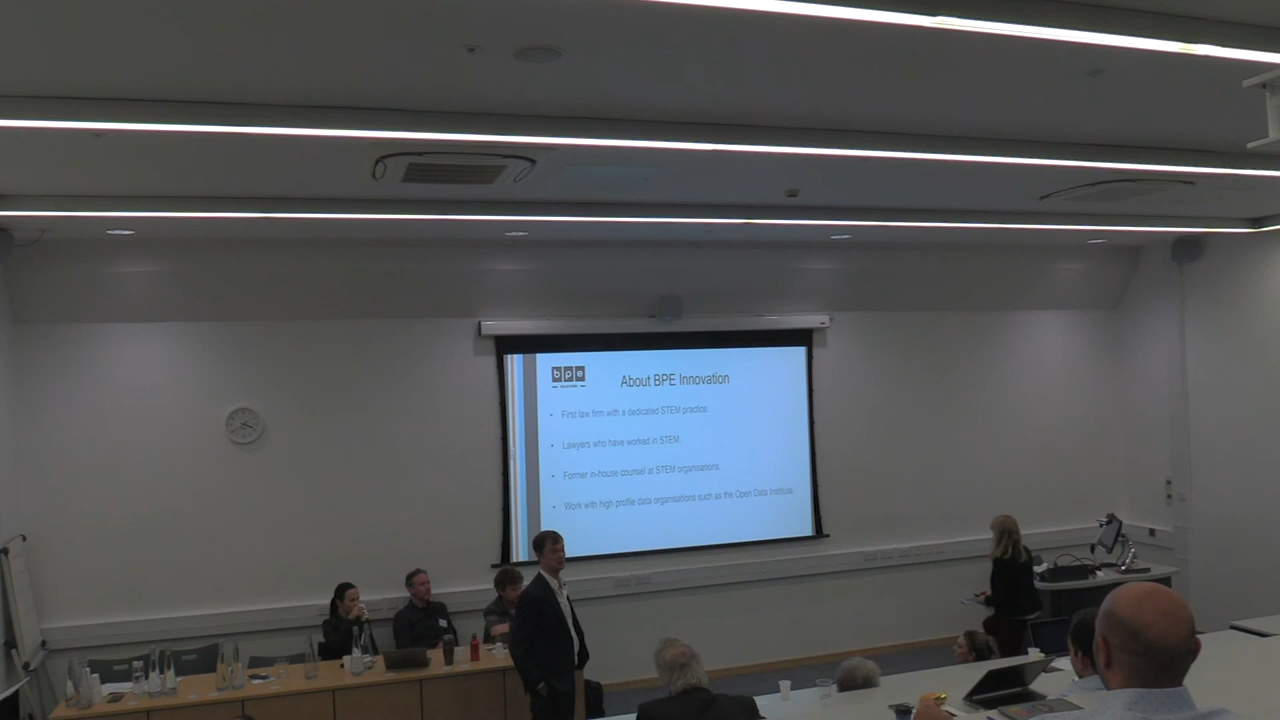 bpe
About BPE Innovation
• First law firm with a dedicated STEM practice.
• Lawyers who have worked in STEM.
• Former in-house counsel at STEM organisations.
• Work with high profile data organisations such as the Open Data Institute.